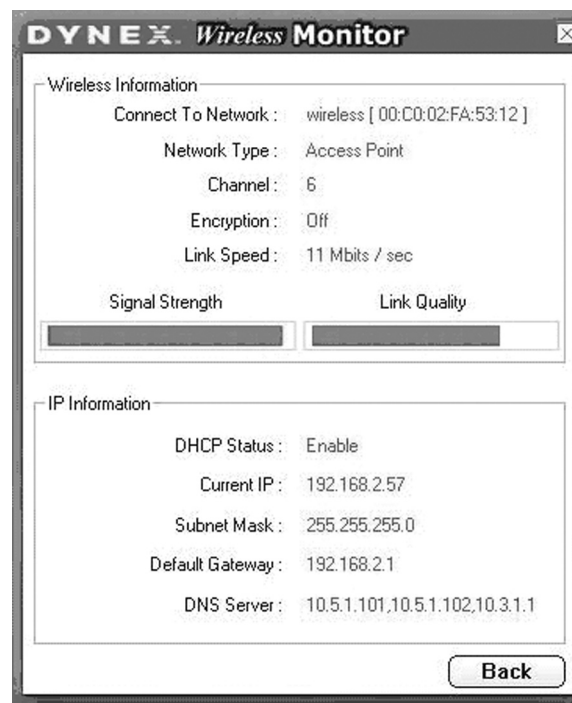 DYNEX. Wireless Monitor
Wireless Information
Connect To Network : wireless [ 00:C0:02:FA:53:12 ]
Network Type : Access Point
Channel : 6
Encryption : Off
Link Speed : 11 Mbits / sec
Signal Strength Link Quality
IP Information
DHCP Status : Enable
Current IP : 192.168.2.57
Subnet Mask : 255.255.255.0
Default Gateway : 192.168.2.1
DNS Server : 10.5.1.101,10.5.1.102,10.3.1.1
Back